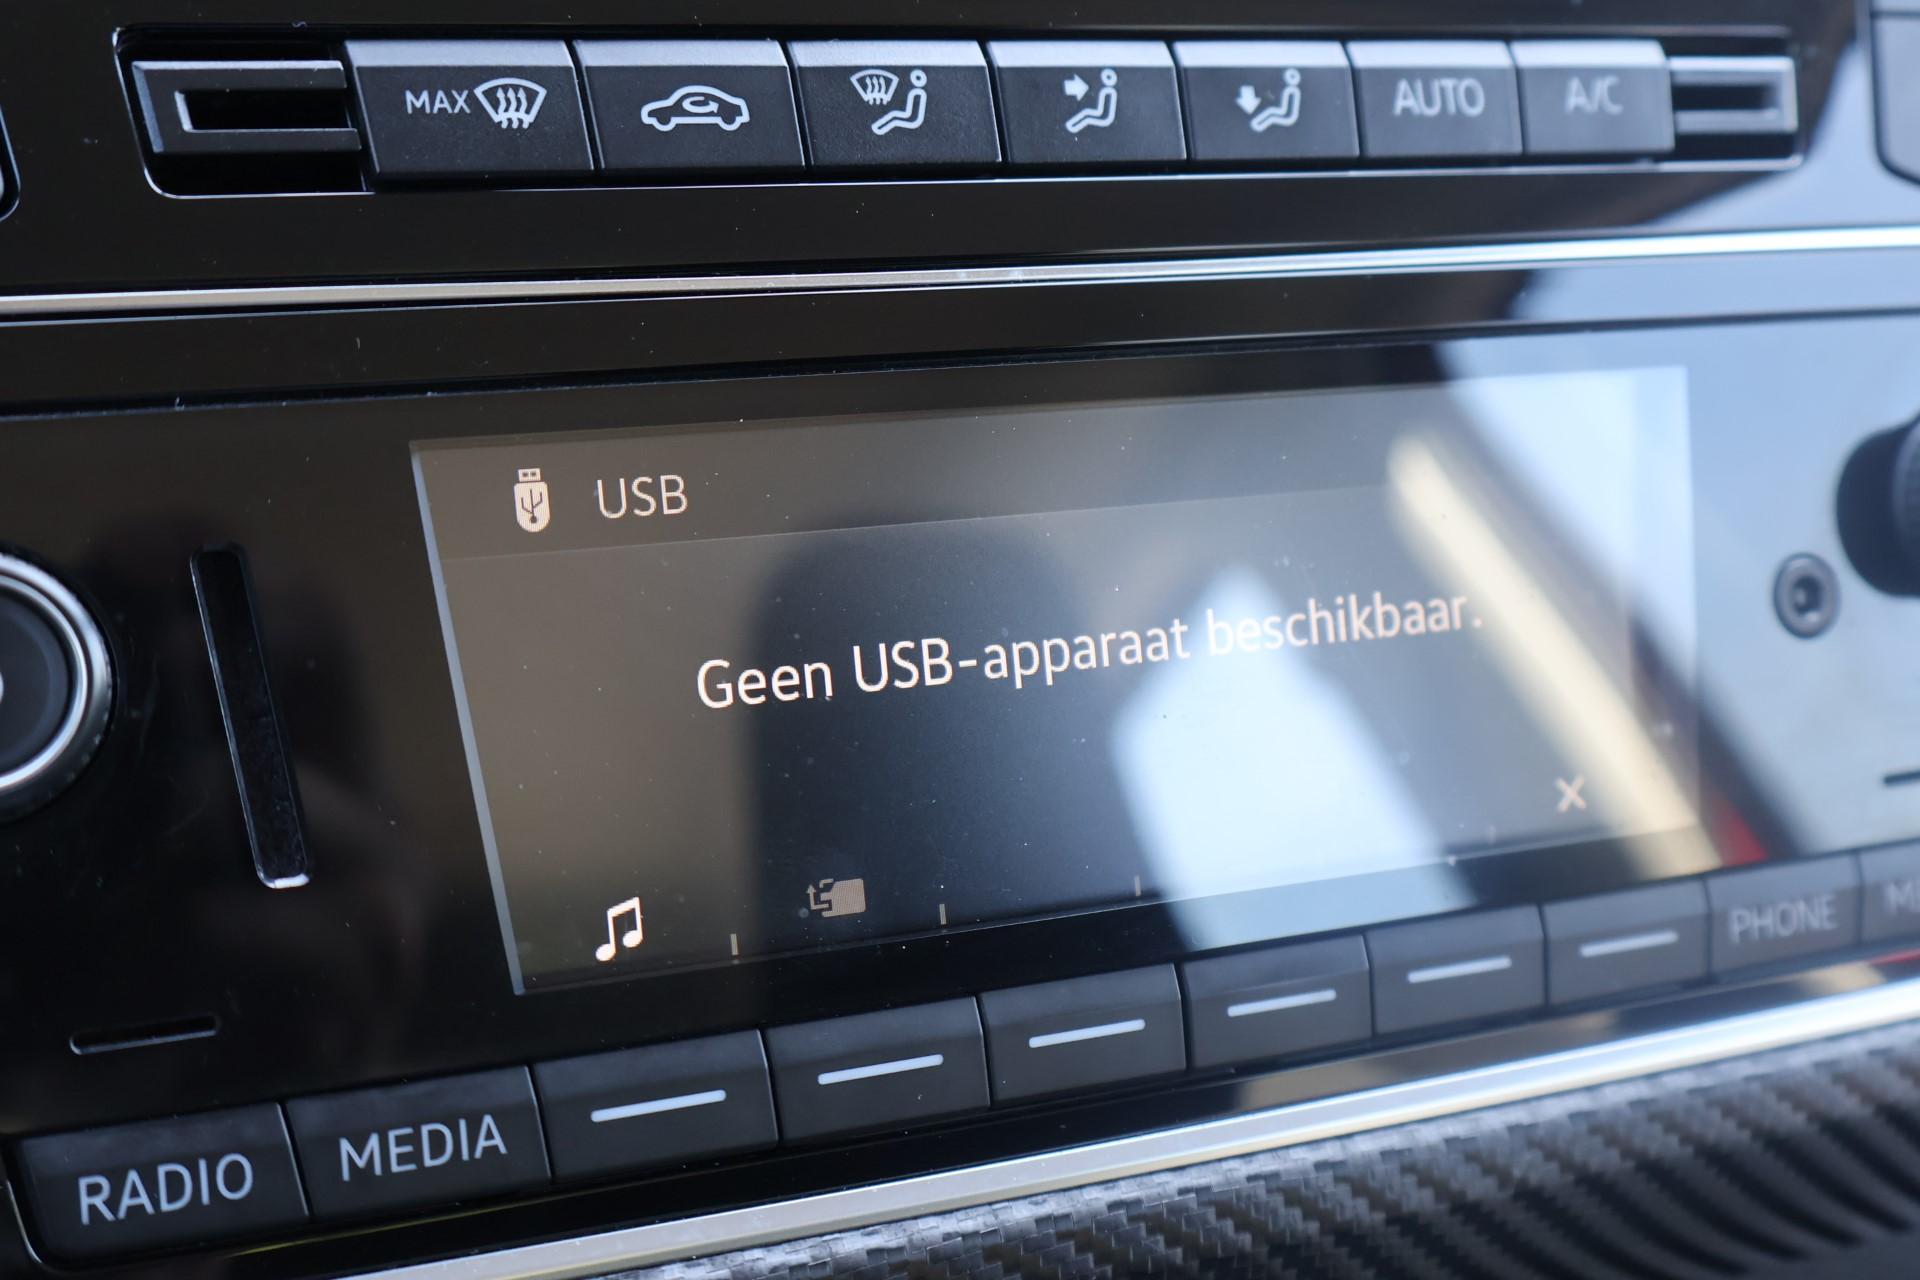 MAX
AUTO
A/C
USB
Geen USB-apparaat beschikbaar.
RADIO
MEDIA
PHONE